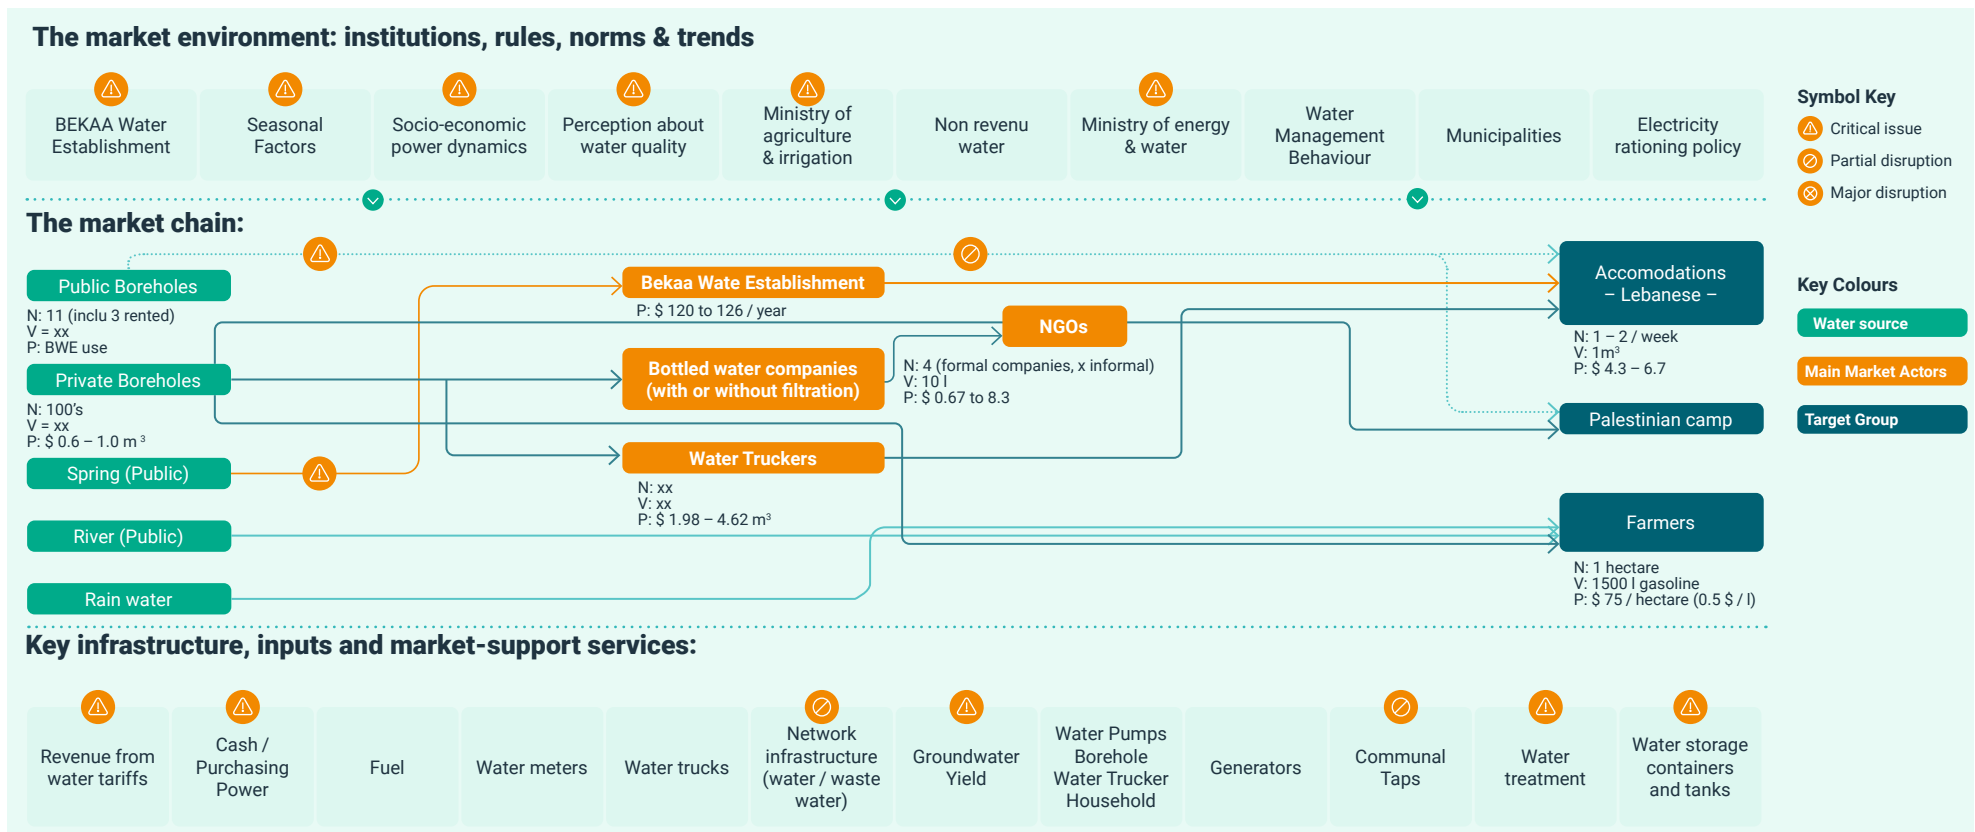 The market environment: institutions, rules, norms & trends
BEKAA Water
Establishment
Seasonal
Factors
Socio-economic
power dynamics
Perception about
water quality
Ministry of
agriculture
& irrigation
Non revenu
water
Ministry of energy
& water
Water
Management
Behaviour
Municipalities
Electricity
rationing policy
Symbol Key
Critical issue
Partial disruption
Major disruption
The market chain:
Public Boreholes
N: 11 (inclu 3 rented)
V = xx
P: BWE use
Private Boreholes
N: 100’s
V = xx
P: $ 0.6 – 1.0 m ³
Spring (Public)
River (Public)
Rain water
Bekaa Wate Establishment
P: $ 120 to 126 / year
Bottled water companies
(with or without filtration)
NGOs
N: 4 (formal companies, x informal)
V: 10 l
P: $ 0.67 to 8.3
Water Truckers
N: xx
V: xx
P: $ 1.98 – 4.62 m³
Accomodations
– Lebanese –
N: 1 – 2 / week
V: 1m³
P: $ 4.3 – 6.7
Palestinian camp
Farmers
N: 1 hectare
V: 1500 l gasoline
P: $ 75 / hectare (0.5 $ / l)
Key Colours
Water source
Main Market Actors
Target Group
Key infrastructure, inputs and market-support services:
Revenue from
water tariffs
Cash /
Purchasing
Power
Fuel
Water meters
Water trucks
Network
infrastructure
(water / waste
water)
Groundwater
Yield
Water Pumps
Borehole
Water Trucker
Household
Generators
Communal
Taps
Water
treatment
Water storage
containers
and tanks